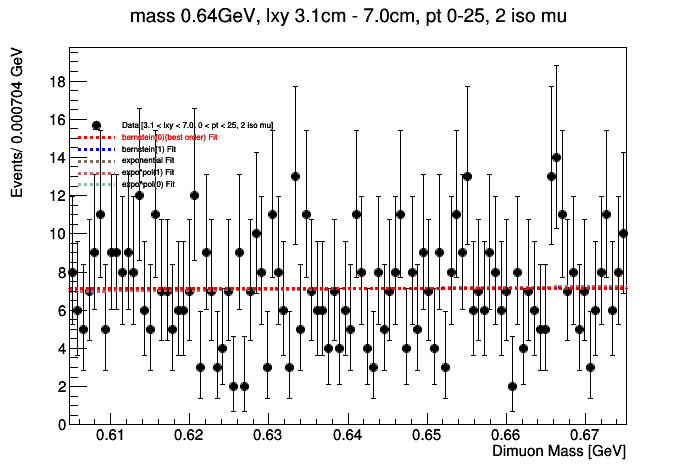 mass 0.64GeV, lxy 3.1cm - 7.0cm, pt 0-25, 2 iso mu
Events/ 0.000704 GeV
18
16
14
12
10
8
6
4
2
0
Data [3.1 < lxy < 7.0, 0 < pt < 25, 2 iso mu]
bernstein[0](best order) Fit
bernstein(1) Fit
exponential Fit
expo*pol(1) Fit
expo*pol(0) Fit
0.61 0.62 0.63 0.64 0.65 0.66 0.67
Dimuon Mass [GeV]